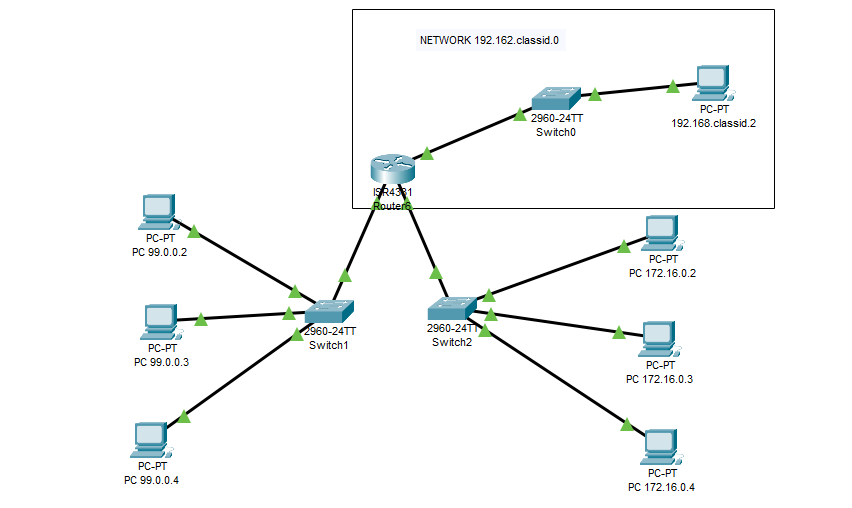 NETWORK 192.162.classid.0
2960-24TT
Switch0
PC-PT
192.168.classid.2
ISR4331
Router6
PC-PT
PC 99.0.0.2
PC-PT
PC 172.16.0.2
2960-24TT
Switch1
2960-24TT
Switch2
PC-PT
PC 99.0.0.3
PC-PT
PC 172.16.0.3
PC-PT
PC 99.0.0.4
PC-PT
PC 172.16.0.4